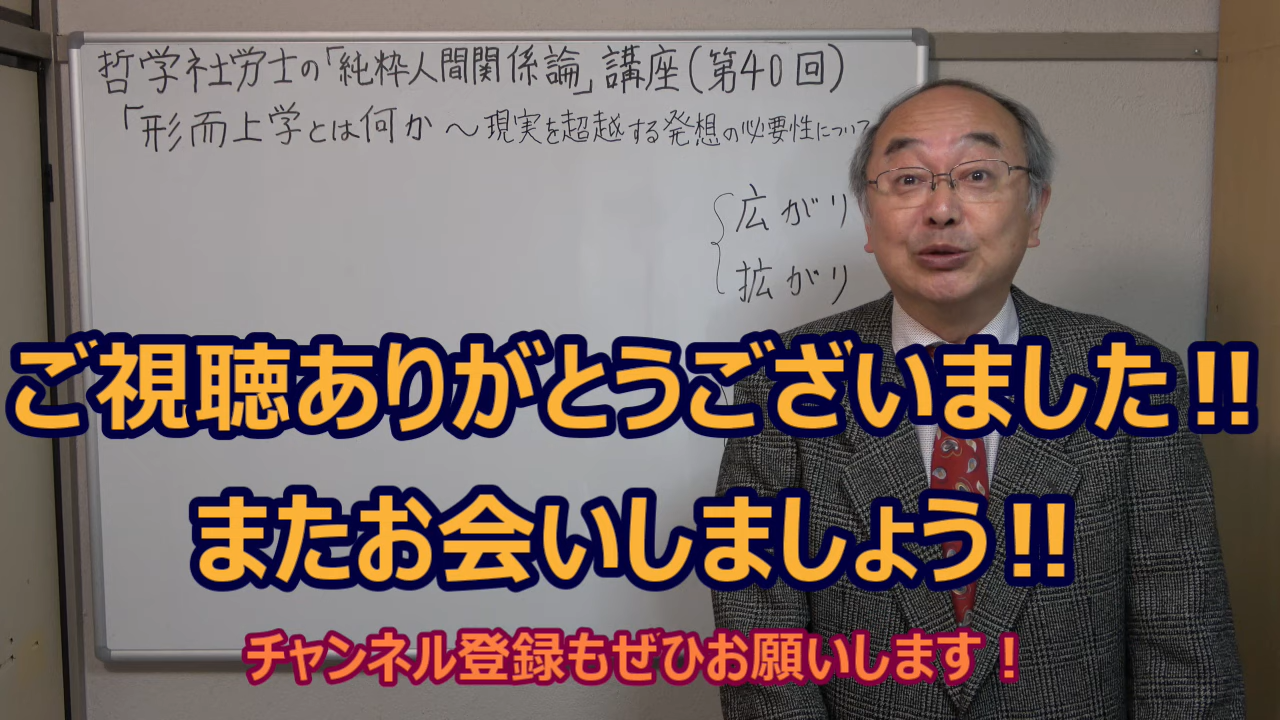 哲学社労士の「純粋人間関係論」講座(第40回)
「形而上学とは何か～現実を超越する発想の必要性について
広がり
拡がり
ご視聴ありがとうございました!!
またお会いしましょう!!
チャンネル登録もぜひお願いします！